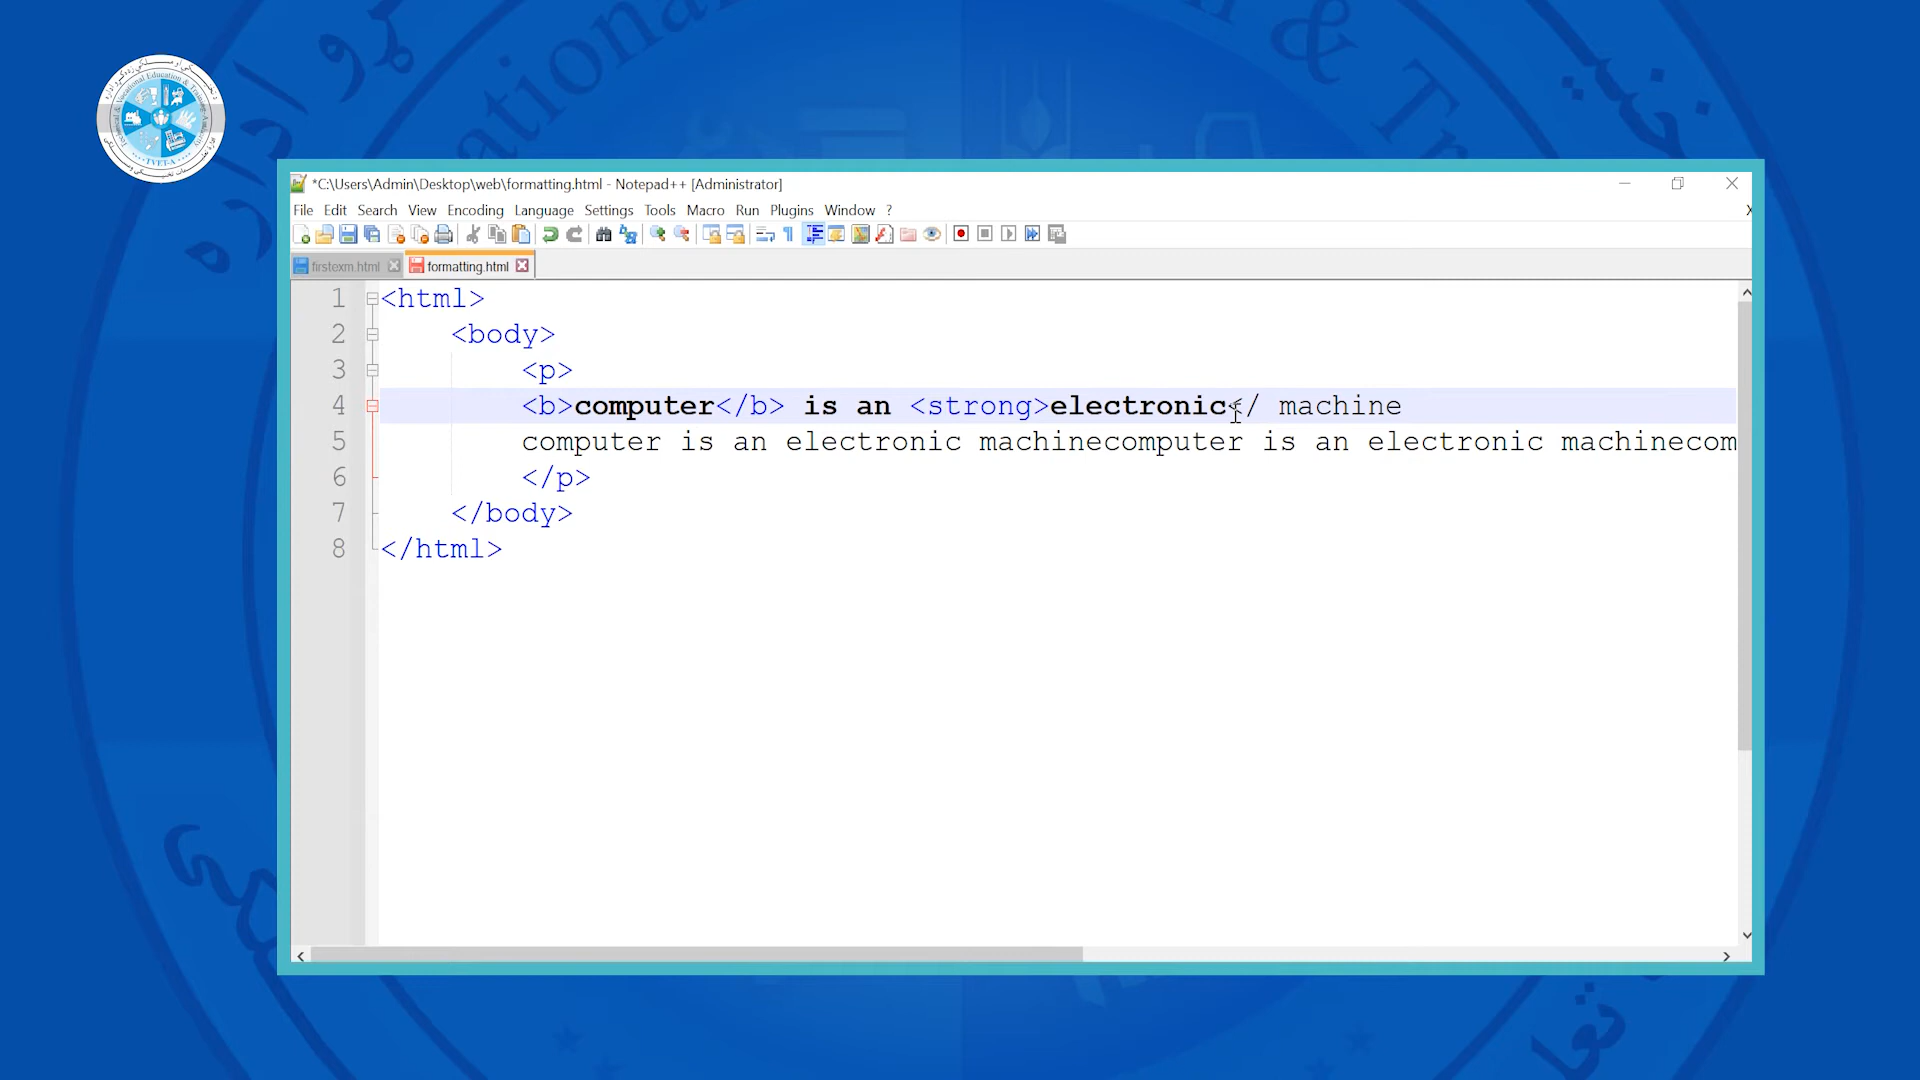 *C:\Users\Admin\Desktop\web\formatting.html - Notepad++ [Administrator]
File Edit Search View Encoding Language Settings Tools Macro Run Plugins Window ? X
firstexm.html formatting.html
1 <html>
2 <body>
3 <p>
4 <b>computer</b> is an <strong>electronic</ machine
5 computer is an electronic machinecomputer is an electronic machinecom
6 </p>
7 </body>
8 </html>